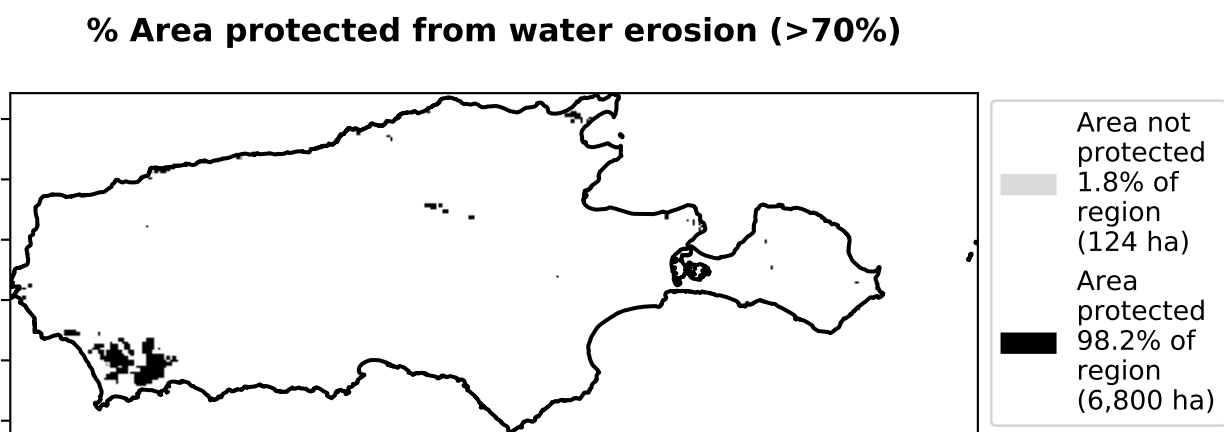 % Area protected from water erosion (>70%)
Area not
protected
1.8% of
region
(124 ha)
Area
protected
98.2% of
region
(6,800 ha)